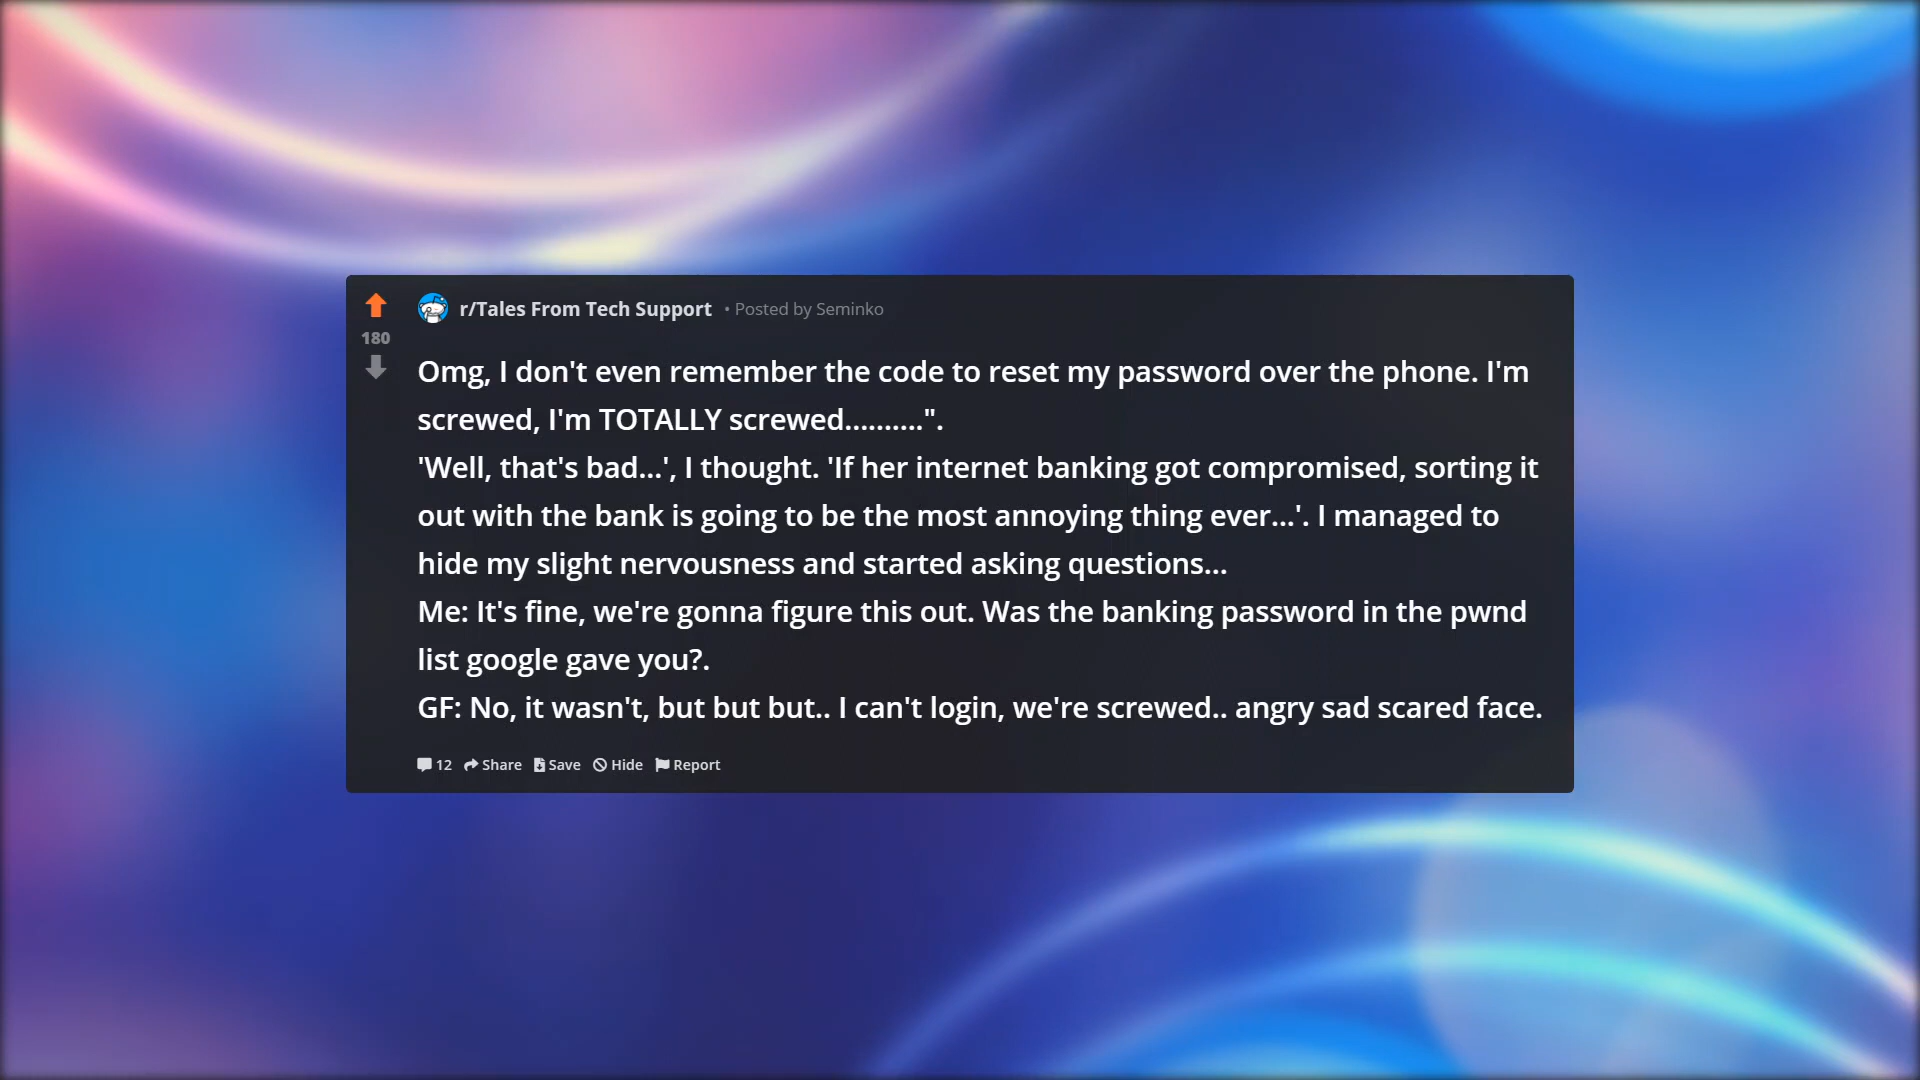 r/Tales From Tech Support • Posted by Seminko
180
Omg, I don't even remember the code to reset my password over the phone. I'm
screwed, I'm TOTALLY screwed..........".
'Well, that's bad...', I thought. 'If her internet banking got compromised, sorting it
out with the bank is going to be the most annoying thing ever...'. I managed to
hide my slight nervousness and started asking questions...
Me: It's fine, we're gonna figure this out. Was the banking password in the pwnd
list google gave you?.
GF: No, it wasn't, but but but.. I can't login, we're screwed.. angry sad scared face.
12 Share Save Hide Report